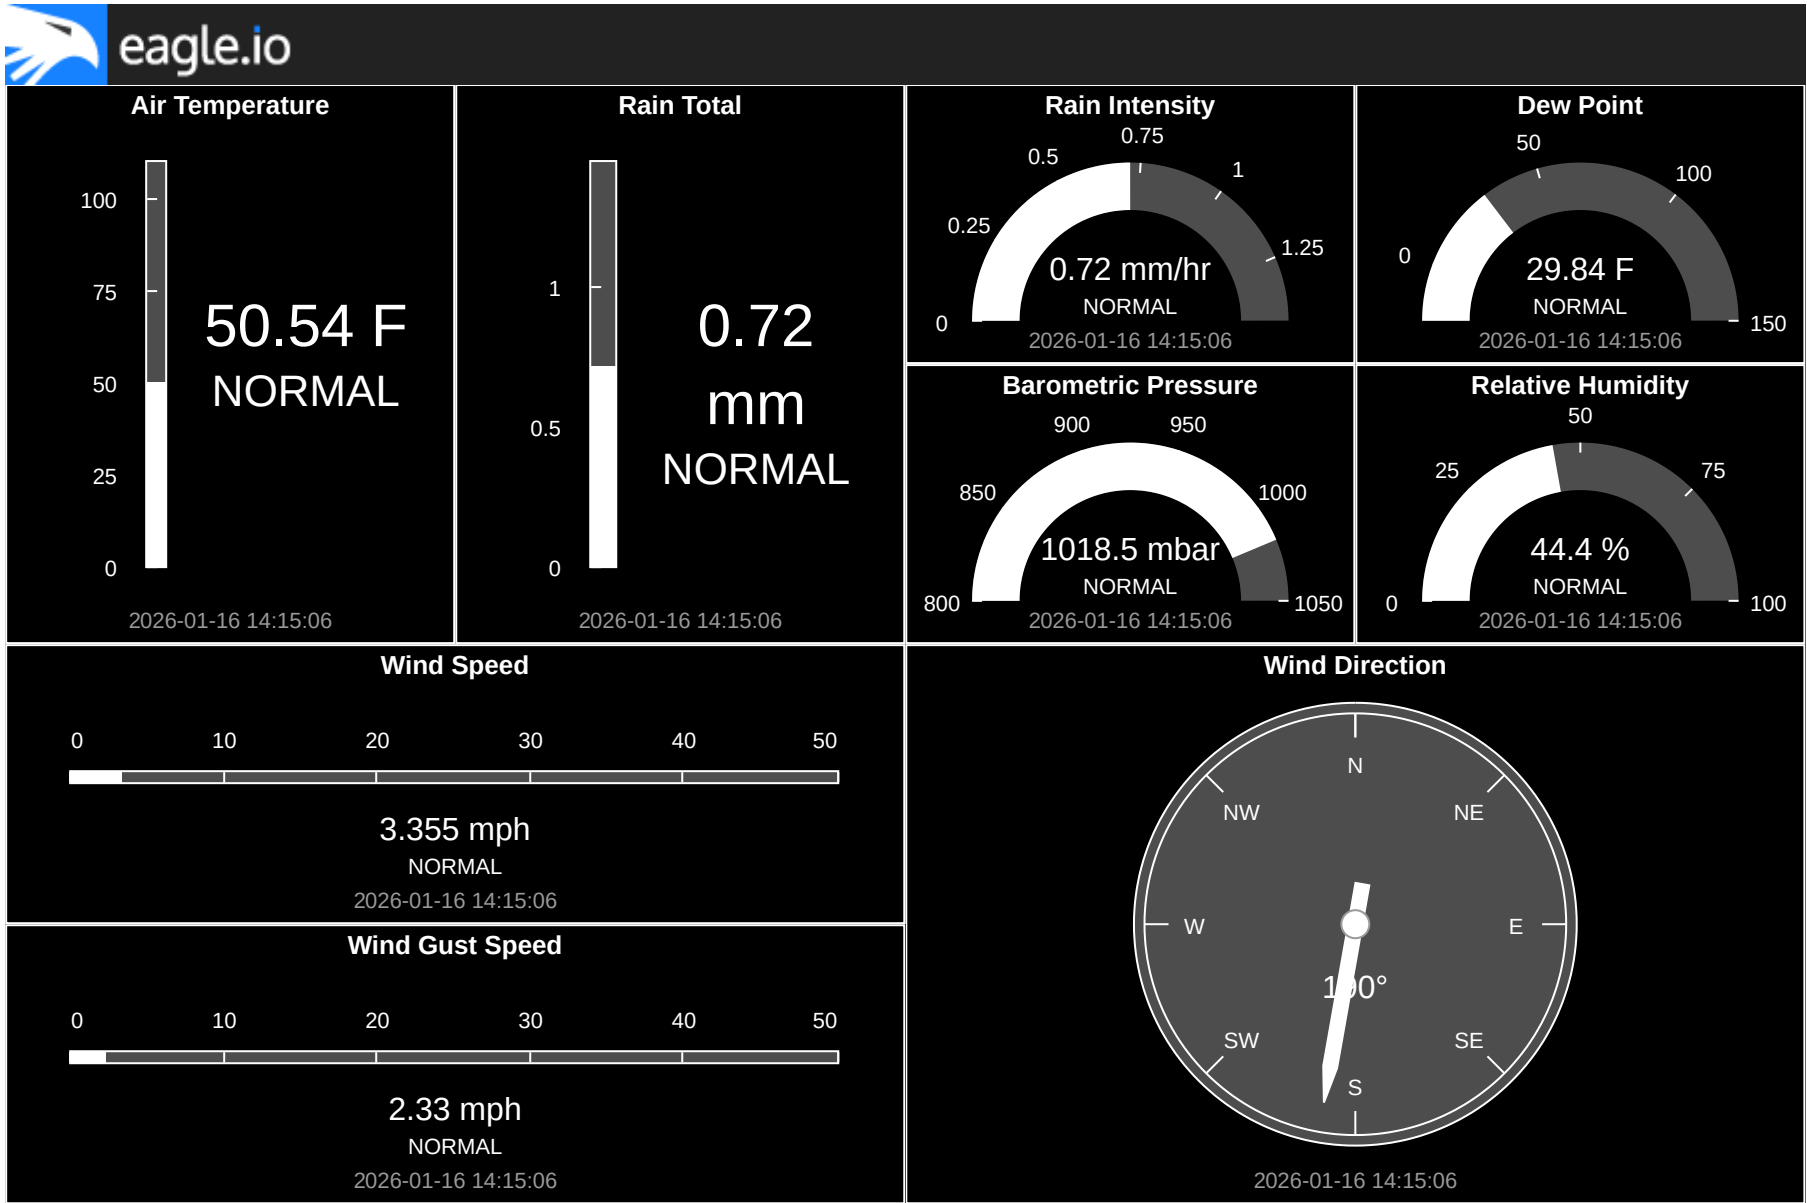 eagle.io
Air Temperature
100
75
50
25
0
50.54 F
NORMAL
2026-01-16 14:15:06
Rain Total
1
0.5
0
0.72
mm
NORMAL
2026-01-16 14:15:06
Rain Intensity
0
0.25
0.5
0.75
1
1.25
0.72 mm/hr
NORMAL
2026-01-16 14:15:06
Dew Point
0
50
100
150
29.84 F
NORMAL
2026-01-16 14:15:06
Barometric Pressure
800
850
900
950
1000
1050
1018.5 mbar
NORMAL
2026-01-16 14:15:06
Relative Humidity
0
25
50
75
100
44.4 %
NORMAL
2026-01-16 14:15:06
Wind Speed
0 10 20 30 40 50
3.355 mph
NORMAL
2026-01-16 14:15:06
Wind Gust Speed
0 10 20 30 40 50
2.33 mph
NORMAL
2026-01-16 14:15:06
Wind Direction
N
NW NE
W E
190°
SW SE
S
2026-01-16 14:15:06